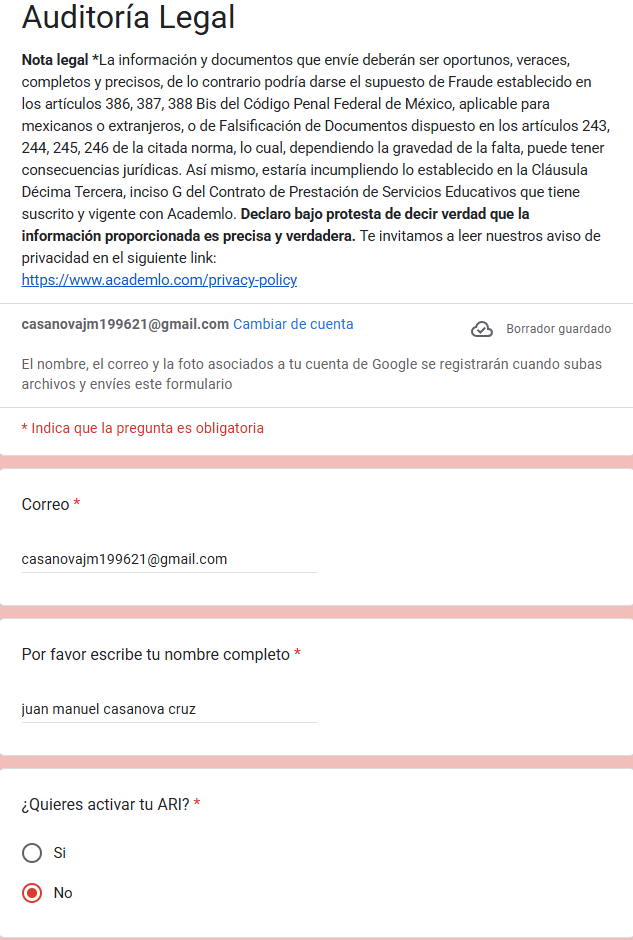 Auditoría Legal
Nota legal *La información y documentos que envíe deberán ser oportunos, veraces,
completos y precisos, de lo contrario podría darse el supuesto de Fraude establecido en
los artículos 386, 387, 388 Bis del Código Penal Federal de México, aplicable para
mexicanos o extranjeros, o de Falsificación de Documentos dispuesto en los artículos 243,
244, 245, 246 de la citada norma, lo cual, dependiendo la gravedad de la falta, puede tener
consecuencias jurídicas. Así mismo, estaría incumpliendo lo establecido en la Cláusula
Décima Tercera, inciso G del Contrato de Prestación de Servicios Educativos que tiene
suscrito y vigente con Academlo. Declaro bajo protesta de decir verdad que la
información proporcionada es precisa y verdadera. Te invitamos a leer nuestros aviso de
privacidad en el siguiente link:
https://www.academlo.com/privacy-policy
casanovajm199621@gmail.com Cambiar de cuenta
Borrador guardado
El nombre, el correo y la foto asociados a tu cuenta de Google se registrarán cuando subas
archivos y envíes este formulario
* Indica que la pregunta es obligatoria
Correo *
casanovajm199621@gmail.com
Por favor escribe tu nombre completo *
juan manuel casanova cruz
¿Quieres activar tu ARI? *
Si
No